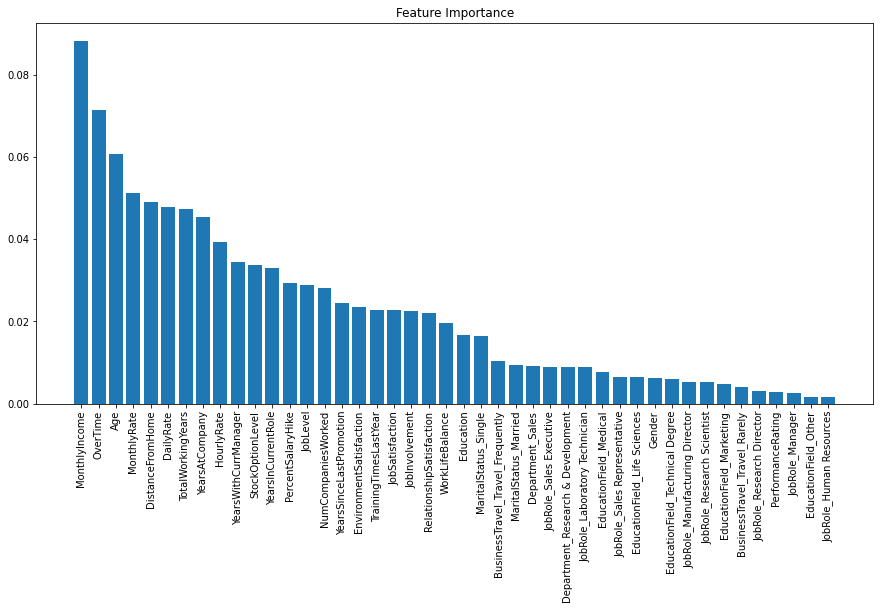 Feature Importance
0.08
0.06
0.04
0.02
0.00
MonthlyIncome
OverTime
Age
MonthlyRate
DistanceFromHome
DailyRate
TotalWorkingYears
YearsAtCompany
HourlyRate
YearsWithCurrManager
StockOptionLevel
YearsInCurrentRole
PercentSalaryHike
JobLevel
NumCompaniesWorked
YearsSinceLastPromotion
EnvironmentSatisfaction
TrainingTimesLastYear
JobSatisfaction
JobInvolvement
RelationshipSatisfaction
WorkLifeBalance
Education
MaritalStatus_Single
BusinessTravel_Travel_Frequently
MaritalStatus_Married
Department_Sales
JobRole_Sales Executive
Department_Research & Development
JobRole_Laboratory Technician
EducationField_Medical
JobRole_Sales Representative
EducationField_Life Sciences
Gender
EducationField_Technical Degree
JobRole_Manufacturing Director
JobRole_Research Scientist
EducationField_Marketing
BusinessTravel_Travel_Rarely
JobRole_Research Director
PerformanceRating
JobRole_Manager
EducationField_Other
JobRole_Human Resources